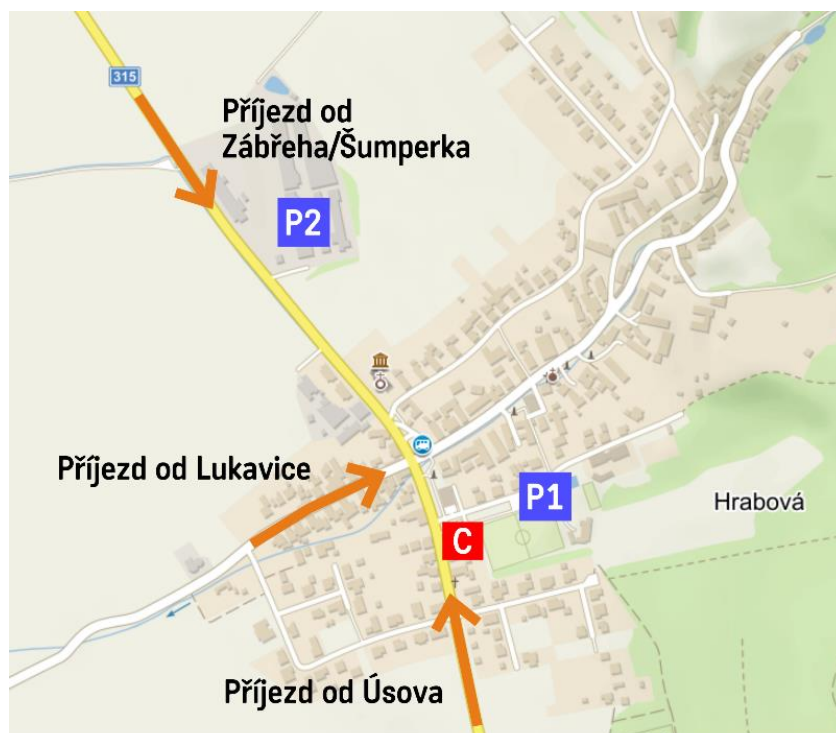 315
Příjezd od
Zábřeha/Šumperka
P2
Příjezd od Lukavice
P1
Hrabová
C
Příjezd od Úsova